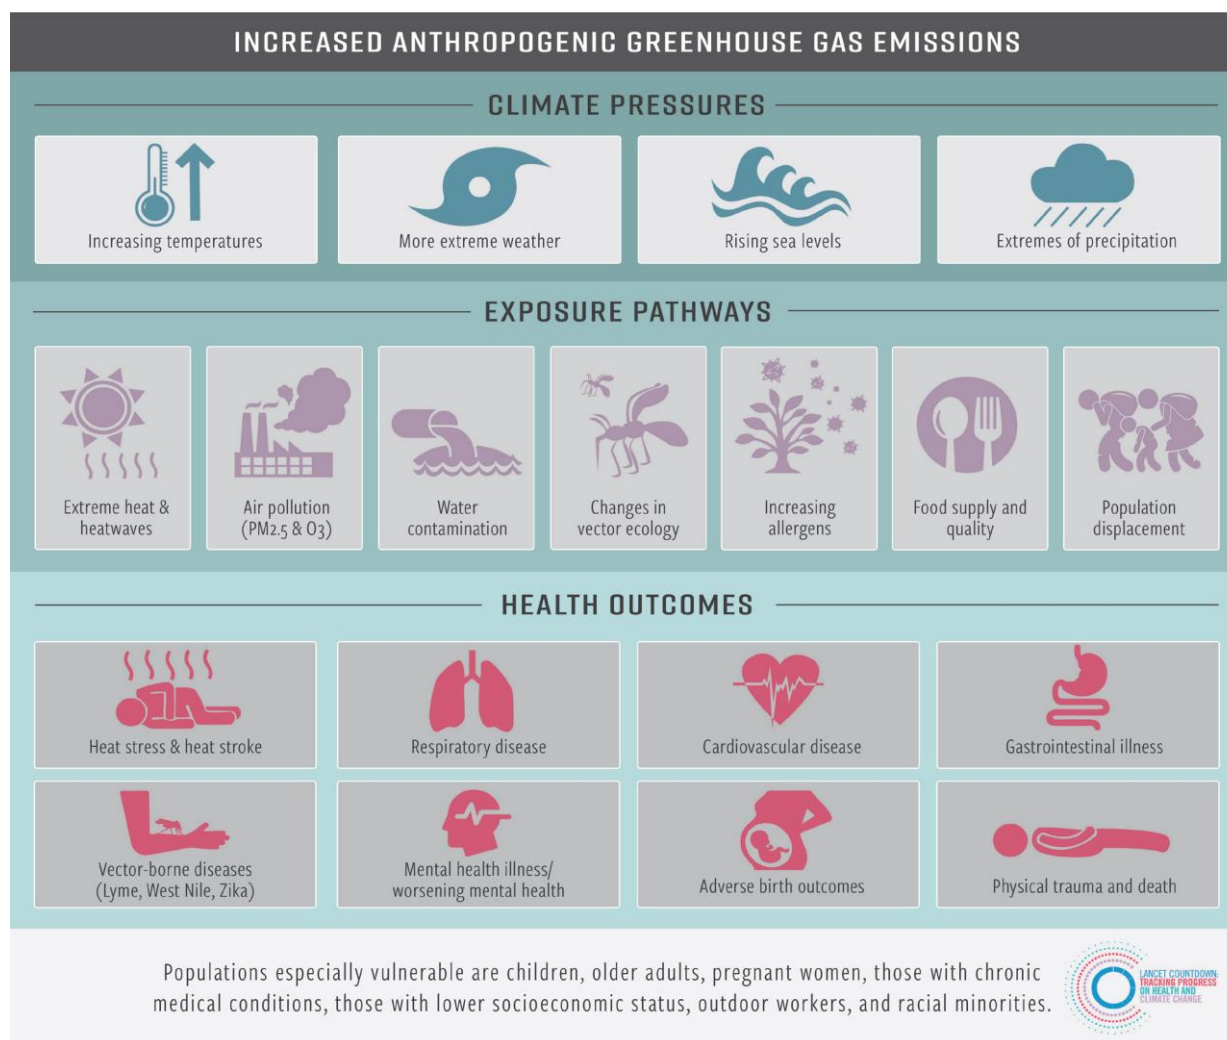 INCREASED ANTHROPOGENIC GREENHOUSE GAS EMISSIONS
CLIMATE PRESSURES
Increasing temperatures
More extreme weather
Rising sea levels
Extremes of precipitation
EXPOSURE PATHWAYS
Extreme heat &
heatwaves
Air pollution
(PM2.5 & O3)
Water
contamination
Changes in
vector ecology
Increasing
allergens
Food supply and
quality
Population
displacement
HEALTH OUTCOMES
Heat stress & heat stroke
Respiratory disease
Cardiovascular disease
Gastrointestinal illness
Vector-borne diseases
(Lyme, West Nile, Zika)
Mental health illness/
worsening mental health
Adverse birth outcomes
Physical trauma and death
Populations especially vulnerable are children, older adults, pregnant women, those with chronic
medical conditions, those with lower socioeconomic status, outdoor workers, and racial minorities.
LANCET COUNTDOWN:
TRACKING PROGRESS
ON HEALTH AND
CLIMATE CHANGE